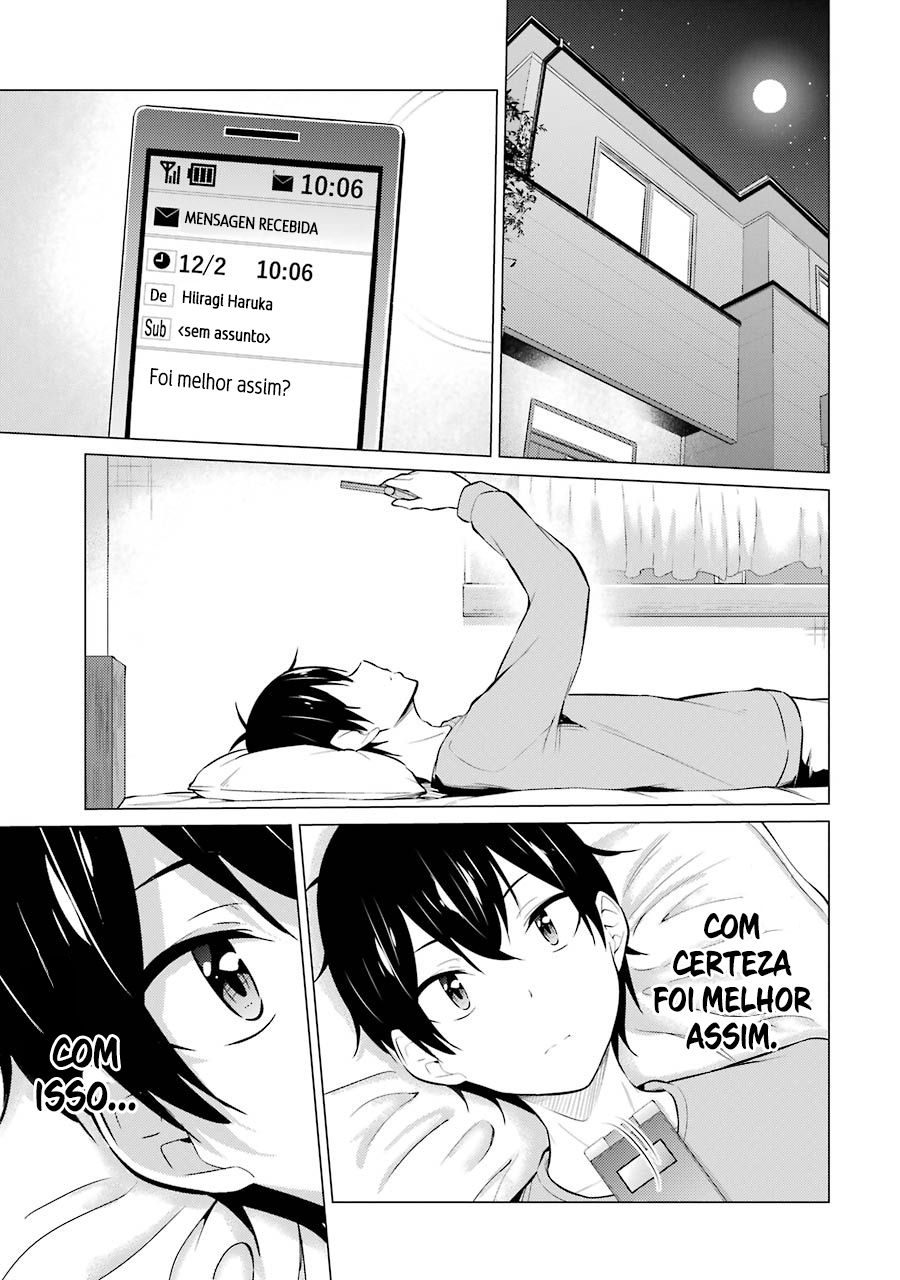 10:06
MENSAGEN RECEBIDA
12/2 10:06
De Hiiragi Haruka
Sub <sem assunto>
Foi melhor assim?
COM
CERTEZA
FOI MELHOR
ASSIM.
COM
ISSO...